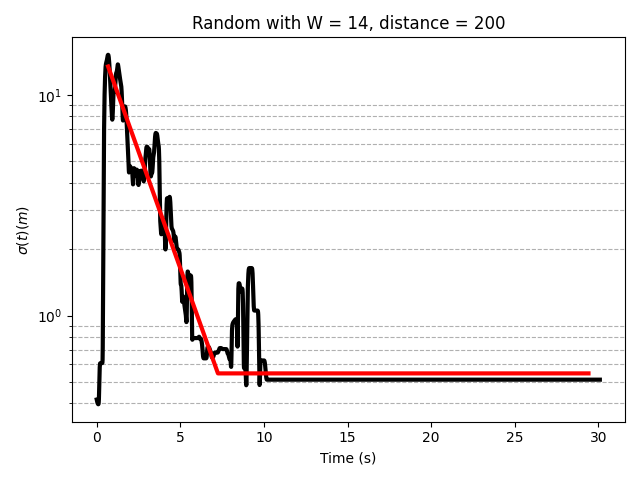 Random with W = 14, distance = 200
σ(t)(m)
10¹
10⁰
0 5 10 15 20 25 30
Time (s)